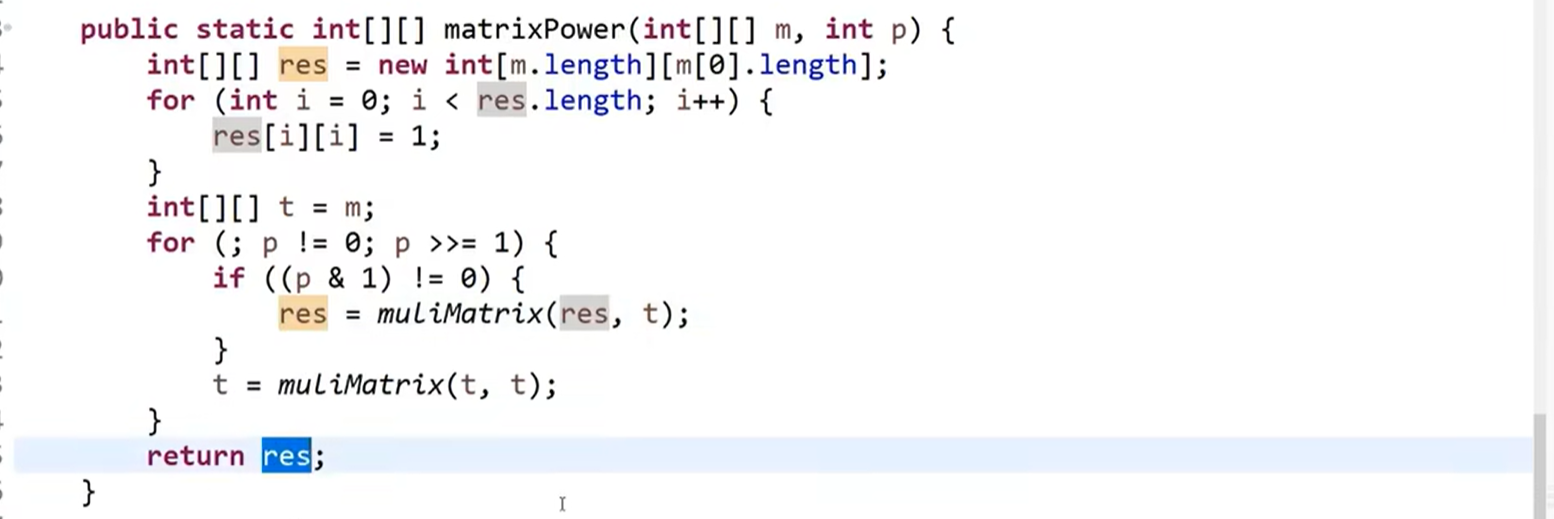 public static int[][] matrixPower(int[][] m, int p) {
int[][] res = new int[m.length][m[0].length];
for (int i = 0; i < res.length; i++) {
res[i][i] = 1;
}
int[][] t = m;
for (; p != 0; p >>= 1) {
if ((p & 1) != 0) {
res = muliMatrix(res, t);
}
t = muliMatrix(t, t);
}
return res;
}